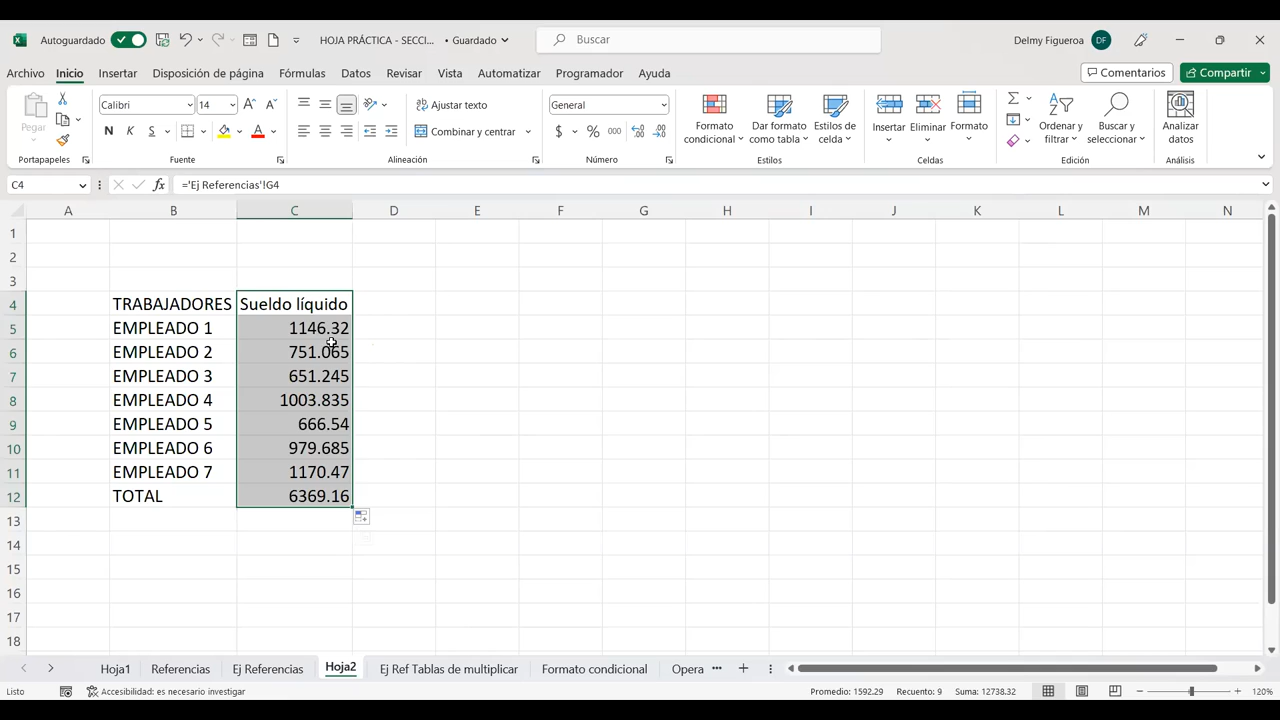 Autoguardado HOJA PRÁCTICA - SECCI... • Guardado Buscar Delmy Figueroa DF
Archivo Inicio Insertar Disposición de página Fórmulas Datos Revisar Vista Automatizar Programador Ayuda Comentarios Compartir
Pegar Calibri 14 Ajustar texto General Formato condicional Dar formato como tabla Estilos de celda Insertar Eliminar Formato Ordenar y filtrar Buscar y seleccionar Analizar datos
N K S A Combinar y centrar $ % 000
Portapapeles Fuente Alineación Número Estilos Celdas Edición Análisis
C4 fx ='Ej Referencias'!G4
A B C D E F G H I J K L M N
1
2
3
4 TRABAJADORES Sueldo líquido
5 EMPLEADO 1 1146.32
6 EMPLEADO 2 751.065
7 EMPLEADO 3 651.245
8 EMPLEADO 4 1003.835
9 EMPLEADO 5 666.54
10 EMPLEADO 6 979.685
11 EMPLEADO 7 1170.47
12 TOTAL 6369.16
13
14
15
16
17
18
Hoja1 Referencias Ej Referencias Hoja2 Ej Ref Tablas de multiplicar Formato condicional Opera ...
Listo Accesibilidad: es necesario investigar Promedio: 1592.29 Recuento: 9 Suma: 12738.32 120%